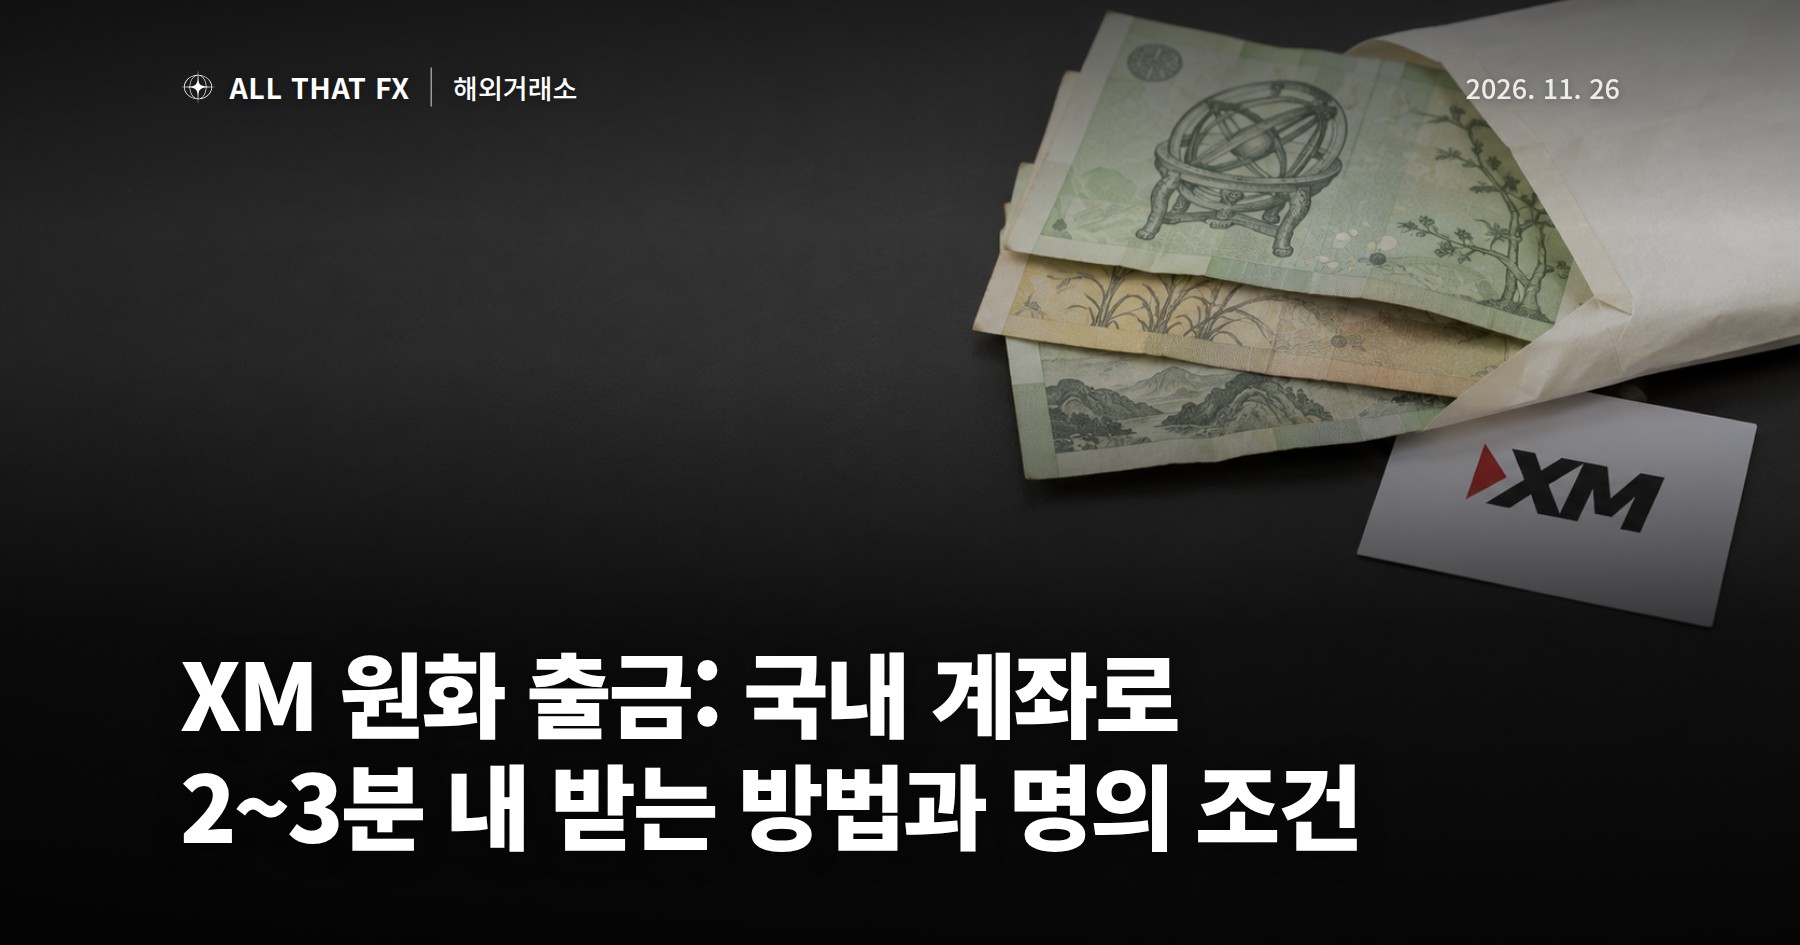 ALL THAT FX | 해외거래소
2026. 11. 26
XM
XM 원화 출금: 국내 계좌로
2~3분 내 받는 방법과 명의 조건